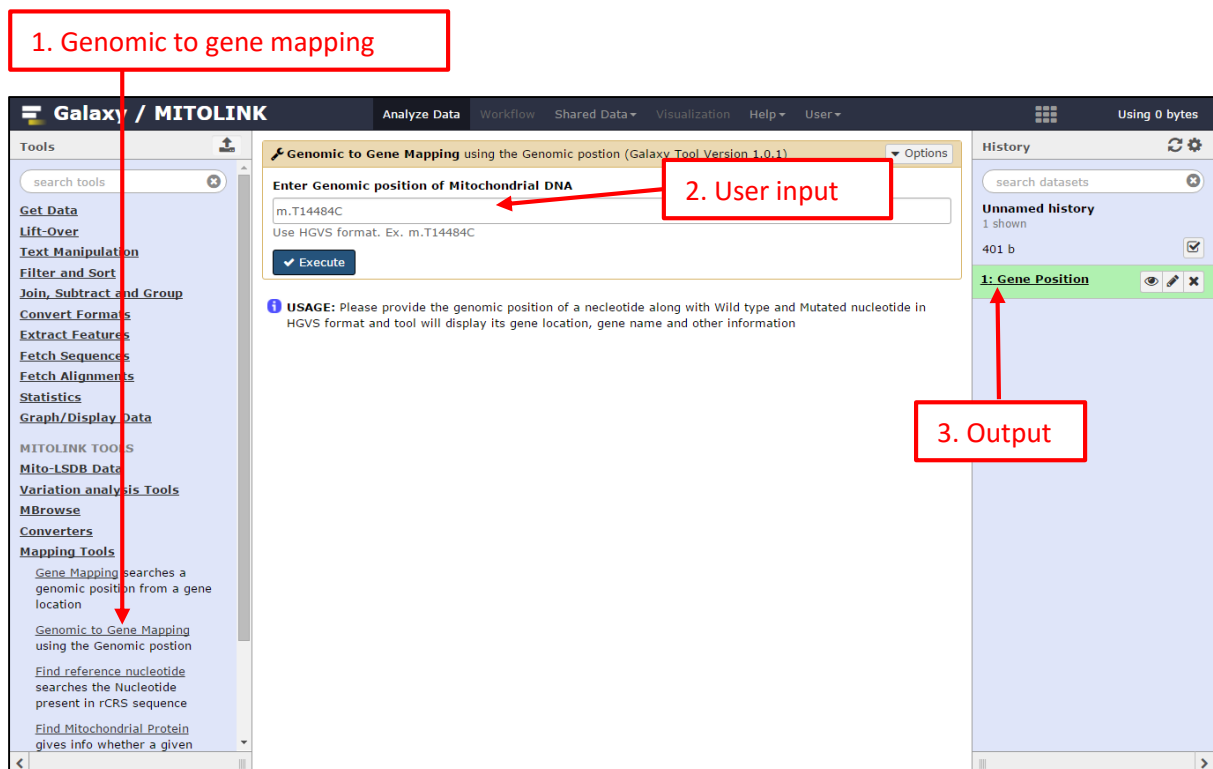 1. Genomic to gene mapping
Galaxy / MITOLINK
Analyze Data Workflow Shared Data Visualization Help User
Using 0 bytes
Tools
search tools
Get Data
Lift-Over
Text Manipulation
Filter and Sort
Join, Subtract and Group
Convert Formats
Extract Features
Fetch Sequences
Fetch Alignments
Statistics
Graph/Display Data
MITOLINK TOOLS
Mito-LSDB Data
Variation analysis Tools
MBrowse
Converters
Mapping Tools
Gene Mapping searches a
genomic position from a gene
location
Genomic to Gene Mapping
using the Genomic postion
Find reference nucleotide
searches the Nucleotide
present in rCRS sequence
Find Mitochondrial Protein
gives info whether a given
Genomic to Gene Mapping using the Genomic postion (Galaxy Tool Version 1.0.1)
Options
Enter Genomic position of Mitochondrial DNA
m.T14484C
Use HGVS format. Ex. m.T14484C
Execute
2. User input
USAGE: Please provide the genomic position of a necleotide along with Wild type and Mutated nucleotide in
HGVS format and tool will display its gene location, gene name and other information
History
search datasets
Unnamed history
1 shown
401 b
1: Gene Position
3. Output